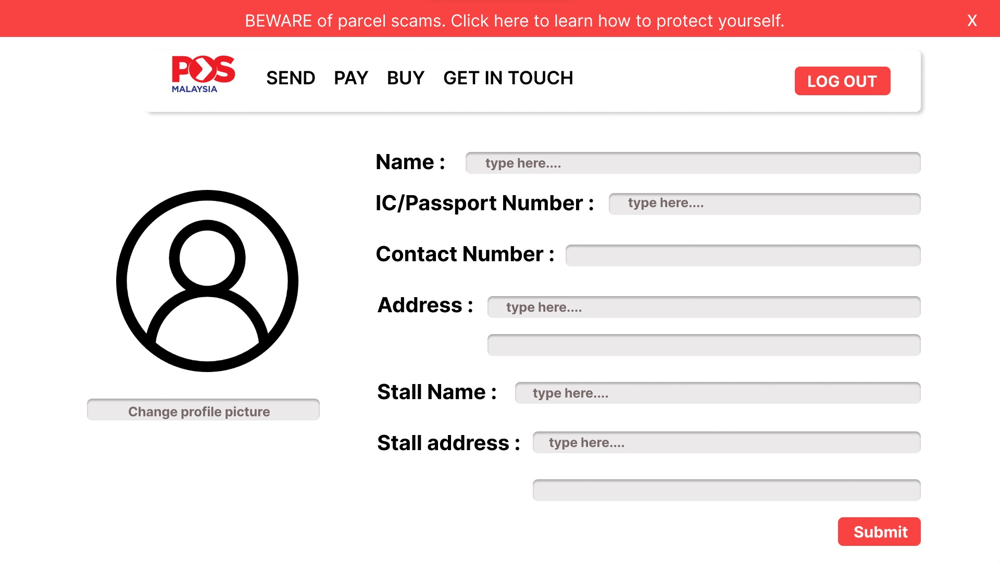 BEWARE of parcel scams. Click here to learn how to protect yourself.
X
POS
MALAYSIA
SEND PAY BUY GET IN TOUCH
LOG OUT
Name : type here....
IC/Passport Number : type here....
Contact Number :
Address : type here....
Stall Name : type here....
Change profile picture
Stall address : type here....
Submit